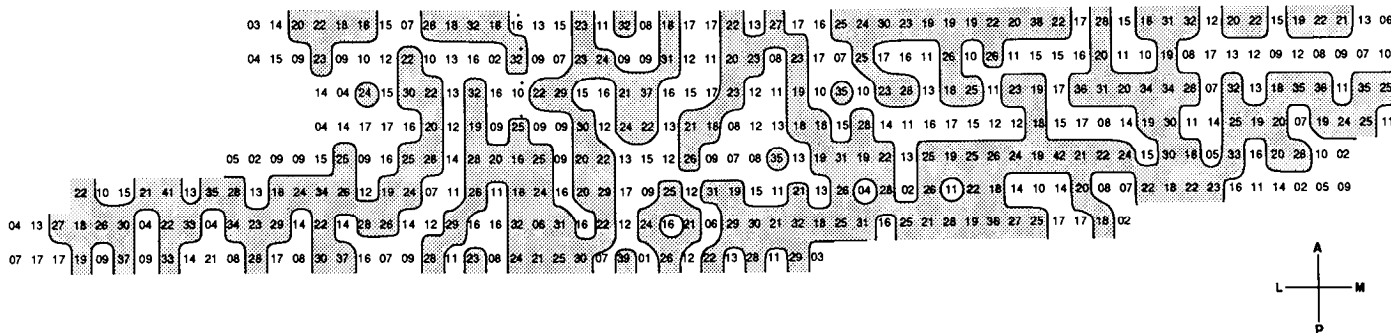 03 14 20 22 18 18 15 07 26 18 32 18 16 13 15 23 11 32 08 18 17 17 22 13 27 17 16 25 24 30 23 19 19 19 22 20 38 22 17 28 15 18 31 32 12 20 22 15 19 22 21 13 06
04 15 09 23 09 10 12 22 10 13 16 02 32 09 07 23 24 09 09 31 12 11 20 23 08 23 17 07 25 17 16 11 26 10 26 11 15 15 16 20 11 10 19 08 17 13 12 09 12 08 09 07 10
14 04 24 15 30 22 13 32 16 10 22 29 15 16 21 37 16 15 17 23 12 11 19 10 35 10 23 28 13 18 25 11 23 19 17 36 31 20 34 34 26 07 32 13 18 35 36 11 35 25
04 14 17 17 16 20 12 19 09 25 09 09 30 12 24 22 13 21 18 08 12 13 18 18 15 28 14 11 16 17 15 12 12 18 15 17 08 14 19 30 11 14 25 19 20 07 19 24 25 11
05 02 09 09 15 25 09 16 25 28 14 28 20 16 25 09 20 22 13 15 12 26 09 07 08 35 13 19 31 19 22 13 25 19 25 26 24 19 42 21 22 24 15 30 16 05 33 16 20 28 10 02
22 10 15 21 41 13 35 28 13 18 24 34 26 12 19 24 07 11 26 11 18 24 16 20 29 17 09 25 12 31 19 15 11 21 13 26 04 28 02 26 11 22 18 14 10 14 20 08 07 22 18 22 23 16 11 14 02 05 09
04 13 27 18 26 30 04 22 33 04 34 23 29 14 22 14 28 26 14 12 29 16 16 32 06 31 16 22 12 24 16 21 06 29 30 21 32 18 25 31 16 25 21 28 19 36 27 25 17 17 18 02
07 17 17 19 09 37 09 33 14 21 08 26 17 08 30 37 16 07 09 28 11 23 08 24 21 25 30 07 39 01 26 12 22 13 28 11 29 03
A
L M
P